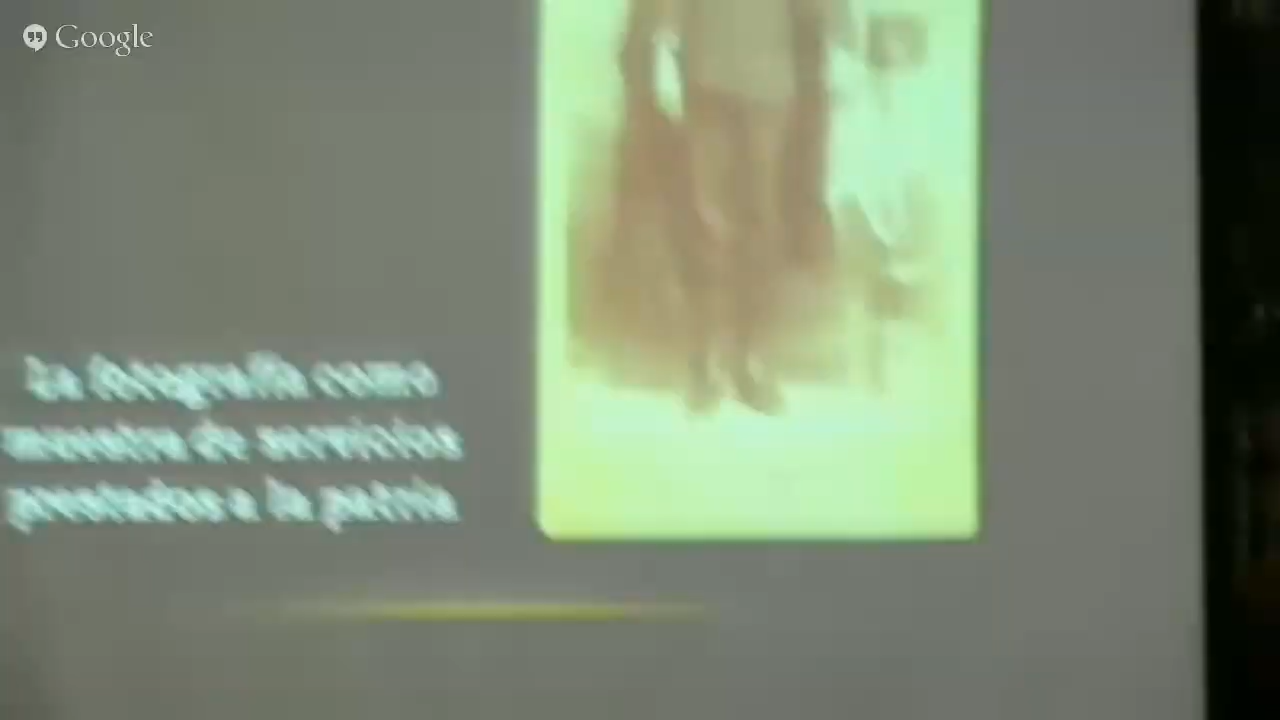 Google
La fotografía como
muestra de servicios
prestados a la patria